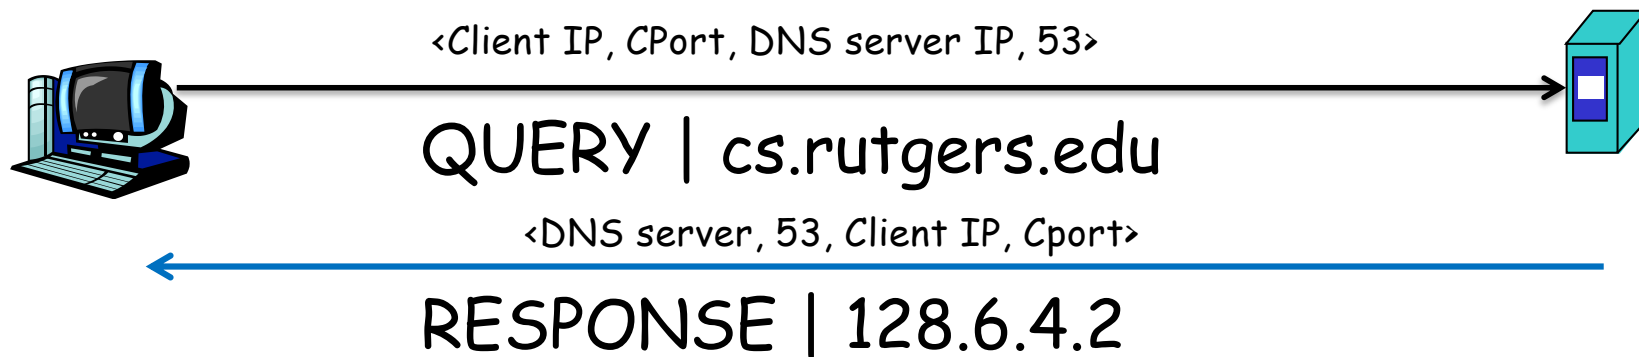 <Client IP, CPort, DNS server IP, 53>
QUERY | cs.rutgers.edu
<DNS server, 53, Client IP, Cport>
RESPONSE | 128.6.4.2